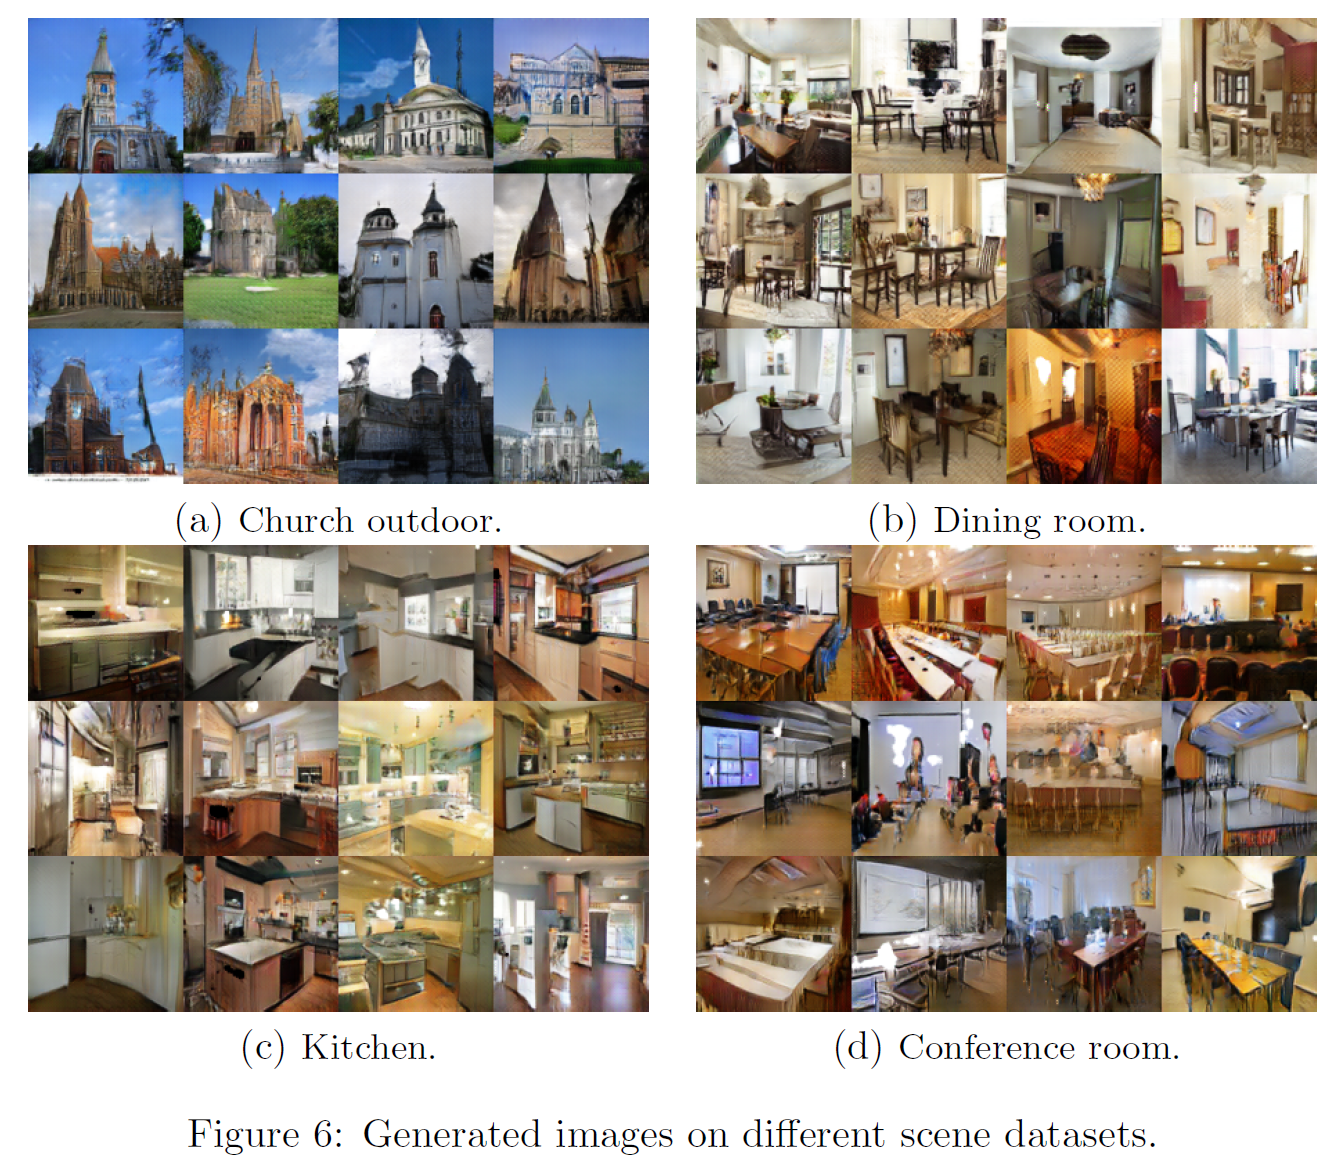 (a) Church outdoor.
(b) Dining room.
(c) Kitchen.
(d) Conference room.
Figure 6: Generated images on different scene datasets.